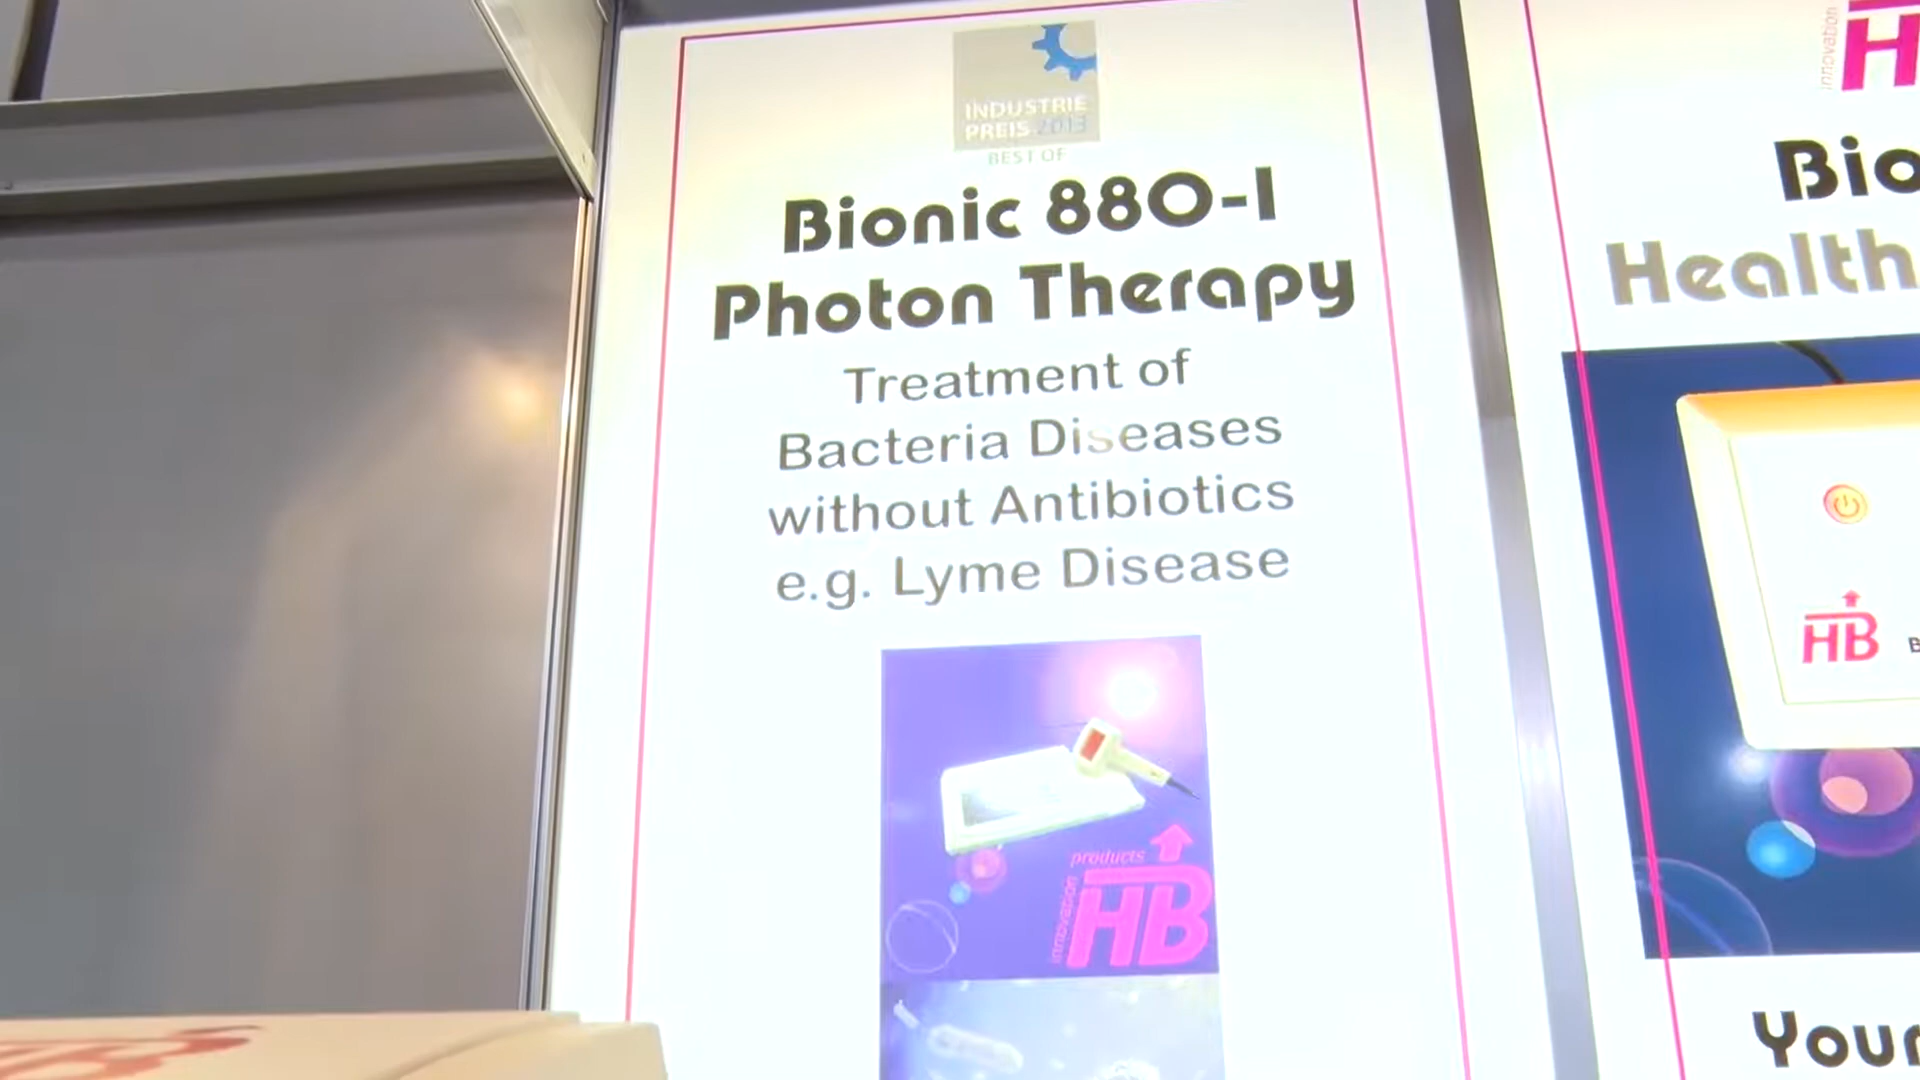 INDUSTRIE
PREIS 2013
BEST OF
Bionic 880-I
Photon Therapy
Treatment of
Bacteria Diseases
without Antibiotics
e.g. Lyme Disease
products
innovation
HB
innovation
H
Bio
Health
HB
B
Your